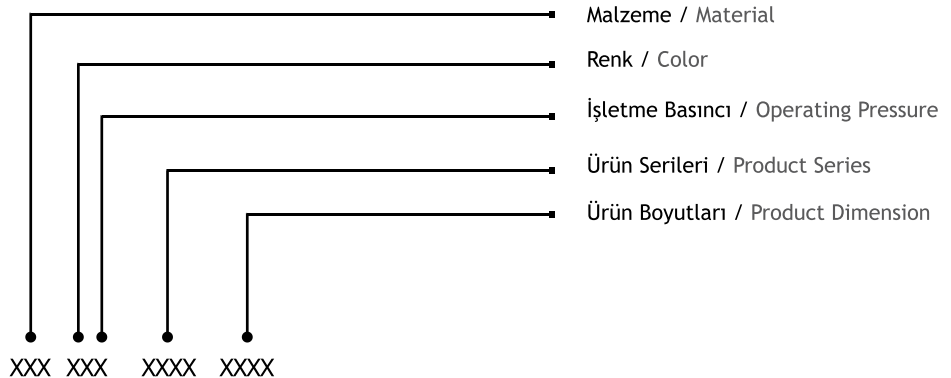 Malzeme / Material
Renk / Color
İşletme Basıncı / Operating Pressure
Ürün Serileri / Product Series
Ürün Boyutları / Product Dimension
XXX XXX XXXX XXXX